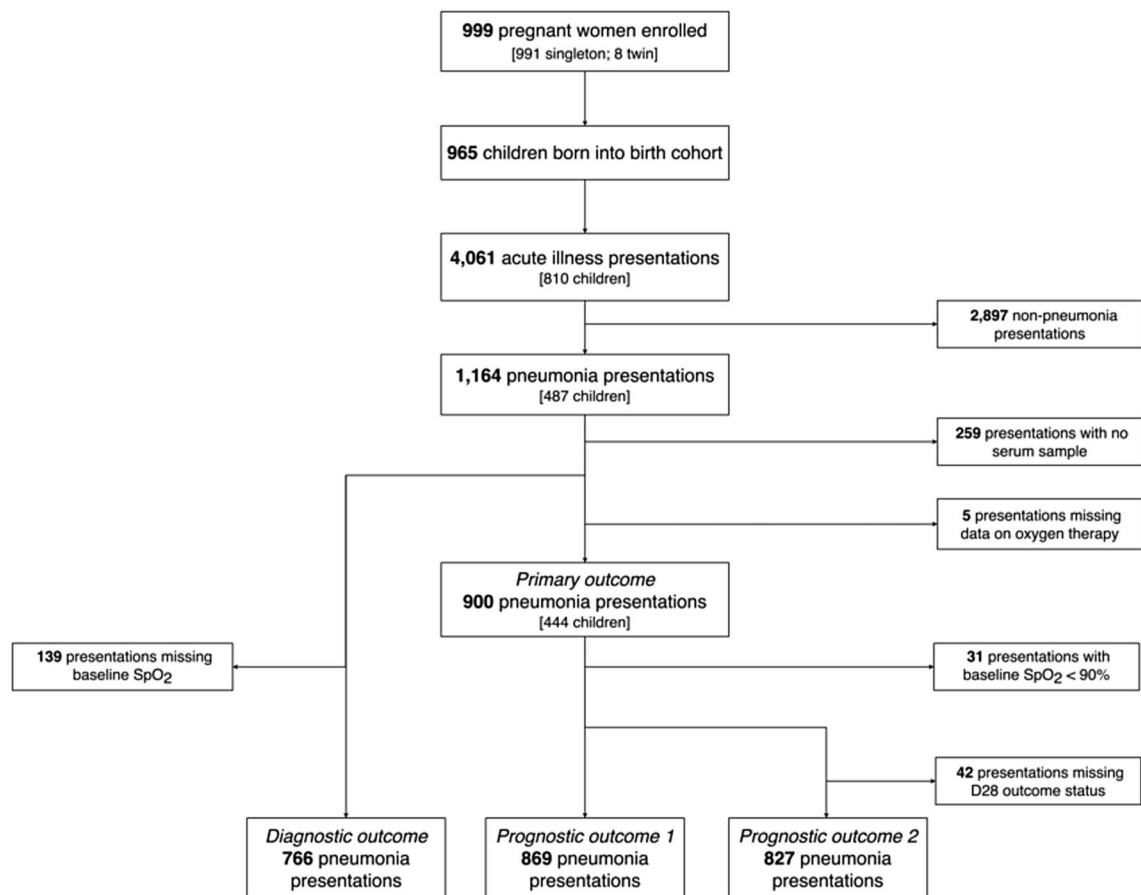 999 pregnant women enrolled
[991 singleton; 8 twin]
965 children born into birth cohort
4,061 acute illness presentations
[810 children]
2,897 non-pneumonia
presentations
1,164 pneumonia presentations
[487 children]
259 presentations with no
serum sample
5 presentations missing
data on oxygen therapy
Primary outcome
900 pneumonia presentations
[444 children]
139 presentations missing
baseline SpO2
31 presentations with
baseline SpO2 < 90%
42 presentations missing
D28 outcome status
Diagnostic outcome
766 pneumonia
presentations
Prognostic outcome 1
869 pneumonia
presentations
Prognostic outcome 2
827 pneumonia
presentations